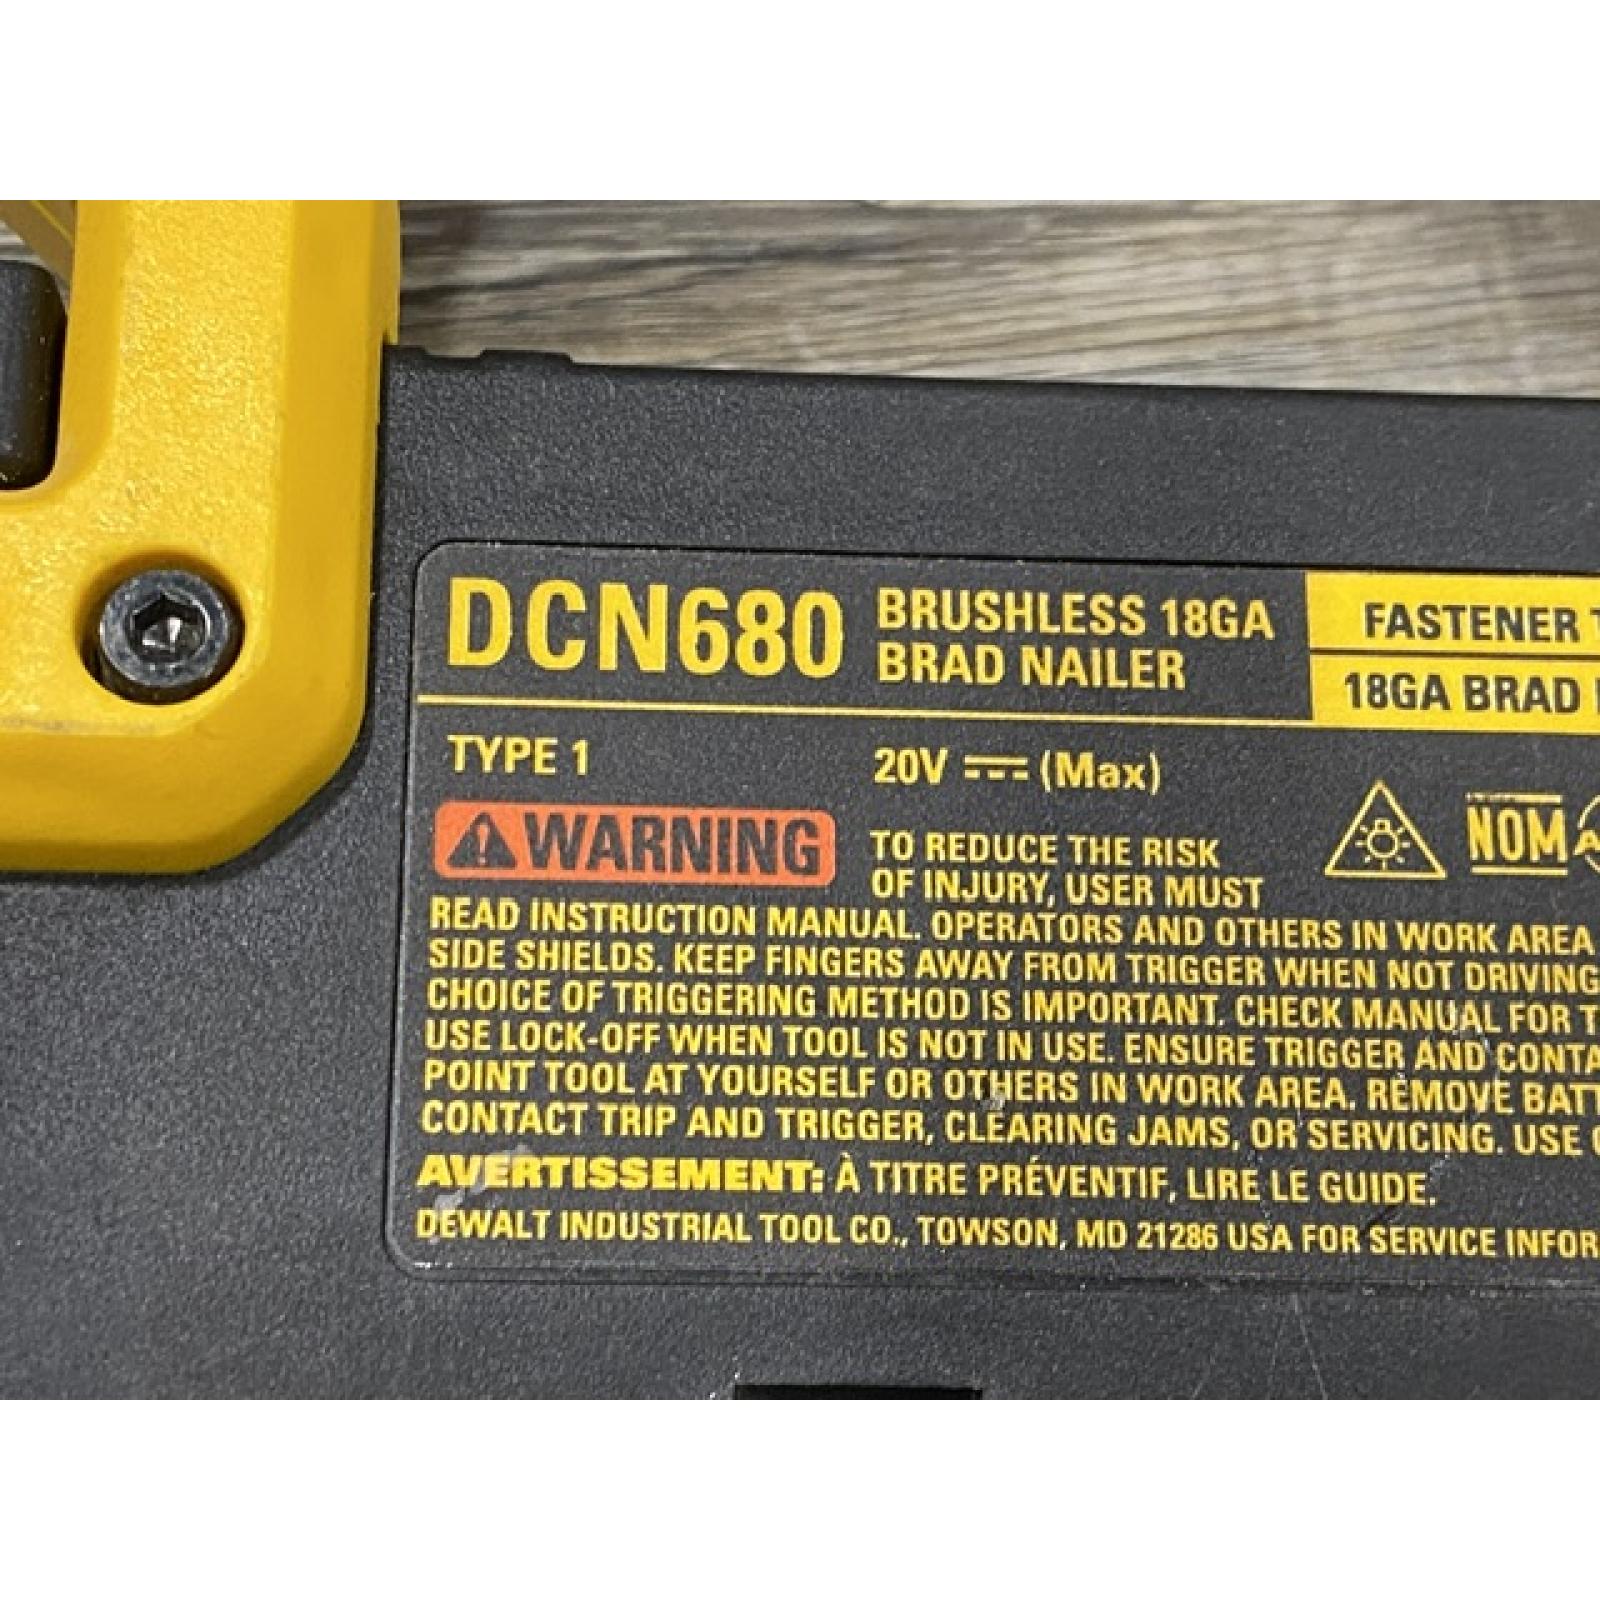 DCN680 BRUSHLESS 18GA
BRAD NAILER
FASTENER
18GA BRAD
TYPE 1
20V (Max)
NOM
WARNING
TO REDUCE THE RISK
OF INJURY, USER MUST
READ INSTRUCTION MANUAL. OPERATORS AND OTHERS IN WORK AREA
SIDE SHIELDS. KEEP FINGERS AWAY FROM TRIGGER WHEN NOT DRIVING
CHOICE OF TRIGGERING METHOD IS IMPORTANT. CHECK MANUAL FOR
USE LOCK-OFF WHEN TOOL IS NOT IN USE. ENSURE TRIGGER AND
POINT TOOL AT YOURSELF OR OTHERS IN WORK AREA. REMOVE
CONTACT TRIP AND TRIGGER, CLEARING JAMS, OR SERVICING. USE
AVERTISSEMENT: À TITRE PRÉVENTIF, LIRE LE GUIDE.
DEWALT INDUSTRIAL TOOL CO., TOWSON, MD 21286 USA FOR SERVICE